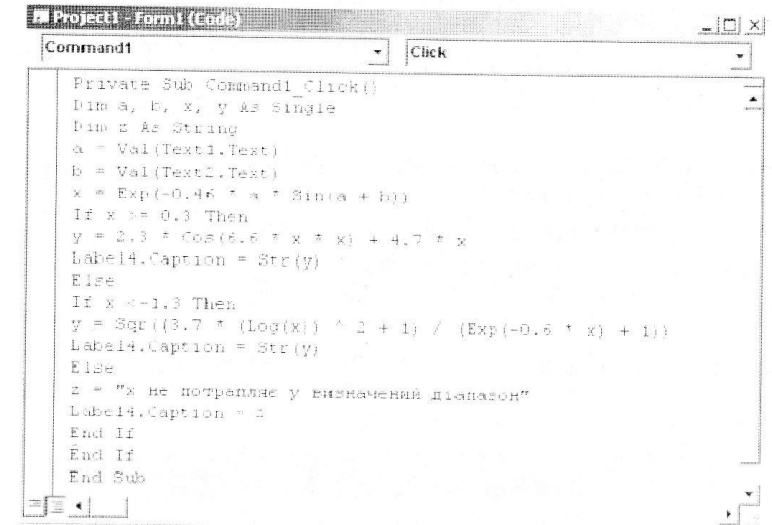 Project1 - Form1 (Code)
Command1 Click
Private Sub Command1_Click()
Dim a, b, x, y As Single
Dim z As String
a = Val(Text1.Text)
b = Val(Text2.Text)
x = Exp(-0.46 * a * Sin(a + b))
If x >= 0.3 Then
y = 2.3 * Cos(6.6 * x * x) + 4.7 * x
Label4.Caption = Str(y)
Else
If x <-1.3 Then
y = Sqr((3.7 * (Log(x)) ^ 2 + 1) / (Exp(-0.6 * x) + 1))
Label4.Caption = Str(y)
Else
z = "x не потрапляє у визначений діапазон"
Label4.Caption = z
End If
End If
End Sub